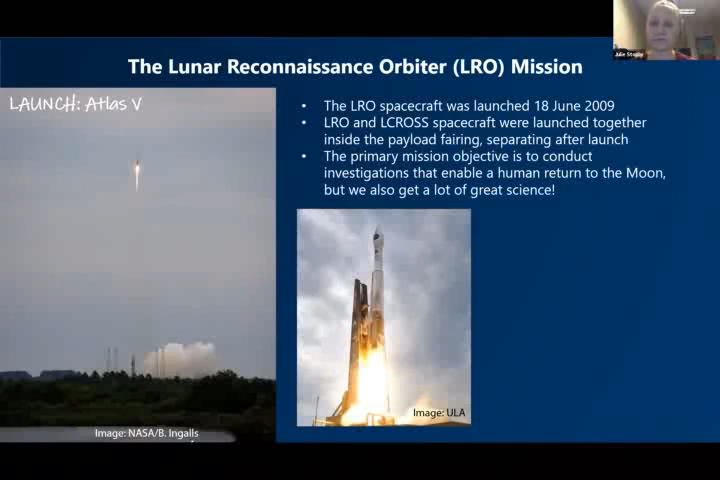 The Lunar Reconnaissance Orbiter (LRO) Mission
LAUNCH: Atlas V
• The LRO spacecraft was launched 18 June 2009
• LRO and LCROSS spacecraft were launched together
inside the payload fairing, separating after launch
• The primary mission objective is to conduct
investigations that enable a human return to the Moon,
but we also get a lot of great science!
Image: ULA
Image: NASA/B. Ingalls
Julie Stopar